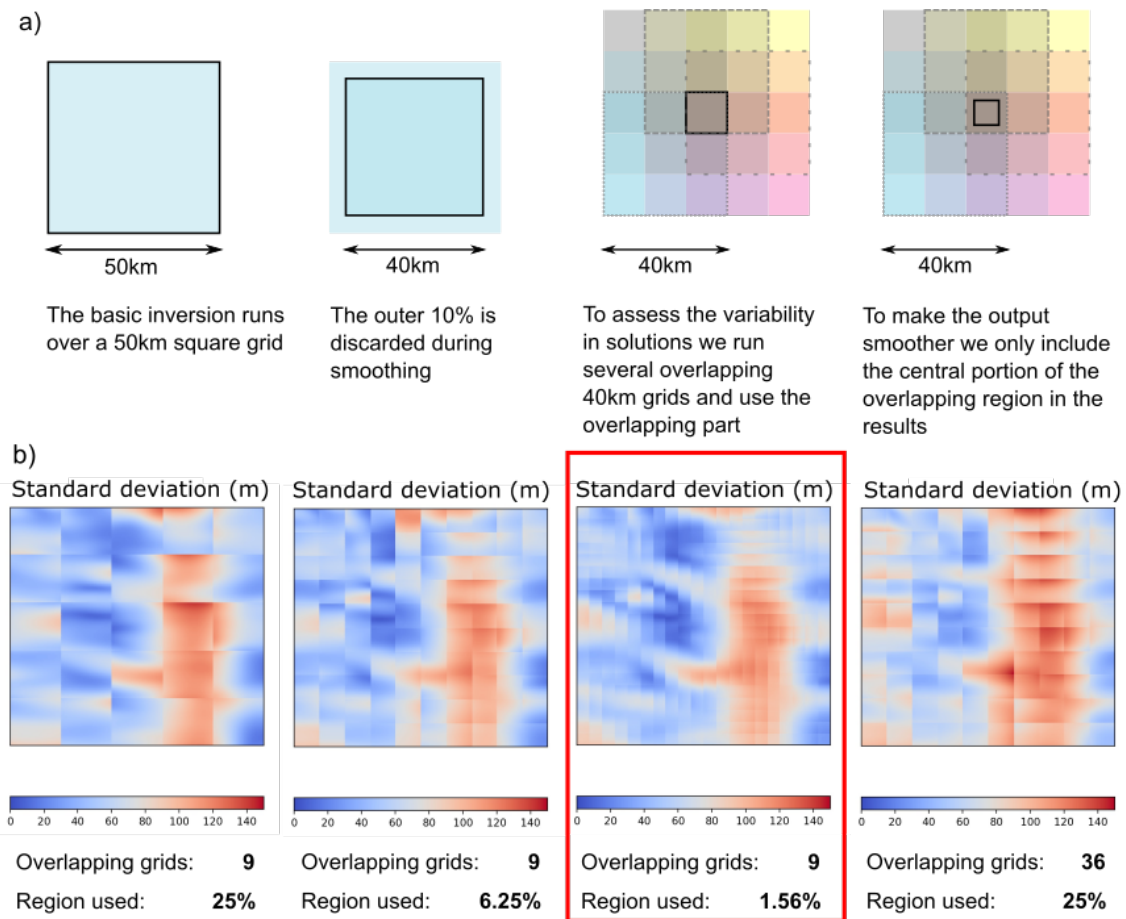 a)
50km
40km
40km
40km
The basic inversion runs
over a 50km square grid
The outer 10% is
discarded during
smoothing
To assess the variability
in solutions we run
several overlapping
40km grids and use the
overlapping part
To make the output
smoother we only include
the central portion of the
overlapping region in the
results
b)
Standard deviation (m)
Standard deviation (m)
Standard deviation (m)
Standard deviation (m)
0 20 40 60 80 100 120 140
0 20 40 60 80 100 120 140
0 20 40 60 80 100 120 140
0 20 40 60 80 100 120 140
Overlapping grids: 9
Region used: 25%
Overlapping grids: 9
Region used: 6.25%
Overlapping grids: 9
Region used: 1.56%
Overlapping grids: 36
Region used: 25%